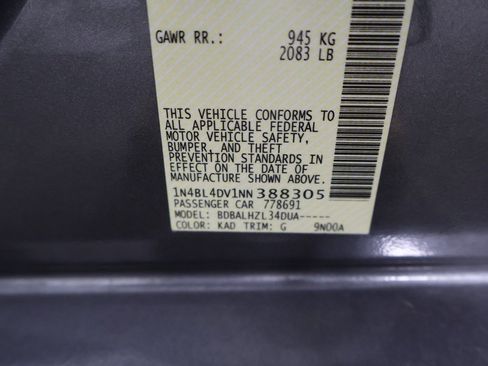 GAWR RR.: 945 KG
2083 LB
THIS VEHICLE CONFORMS TO
ALL APPLICABLE FEDERAL
MOTOR VEHICLE SAFETY,
BUMPER, AND THEFT
PREVENTION STANDARDS IN
EFFECT ON THE DATE OF
MANUFACTURE SHOWN ABOVE.
1N4BL4DV1NN388305
PASSENGER CAR 778691
MODEL: BDBALHZL34DUA-----
COLOR: KAD TRIM: G 9N00A